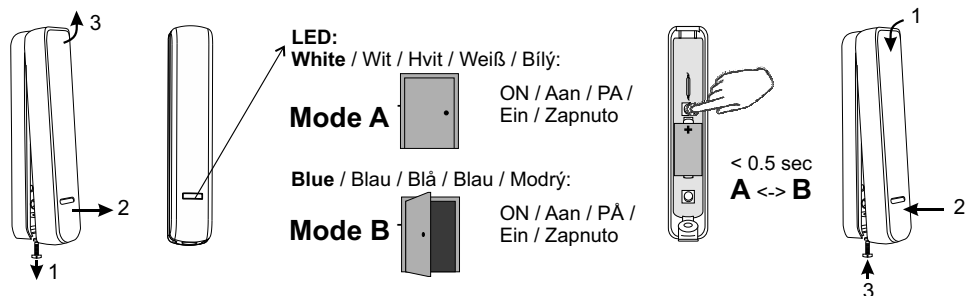 3
2
1
LED:
White / Wit / Hvit / Weiß / Bílý:
Mode A
ON / Aan / PA /
Ein / Zapnuto
Blue / Blau / Blå / Blau / Modrý:
Mode B
ON / Aan / PÅ /
Ein / Zapnuto
+
< 0.5 sec
A <-> B
1
2
3